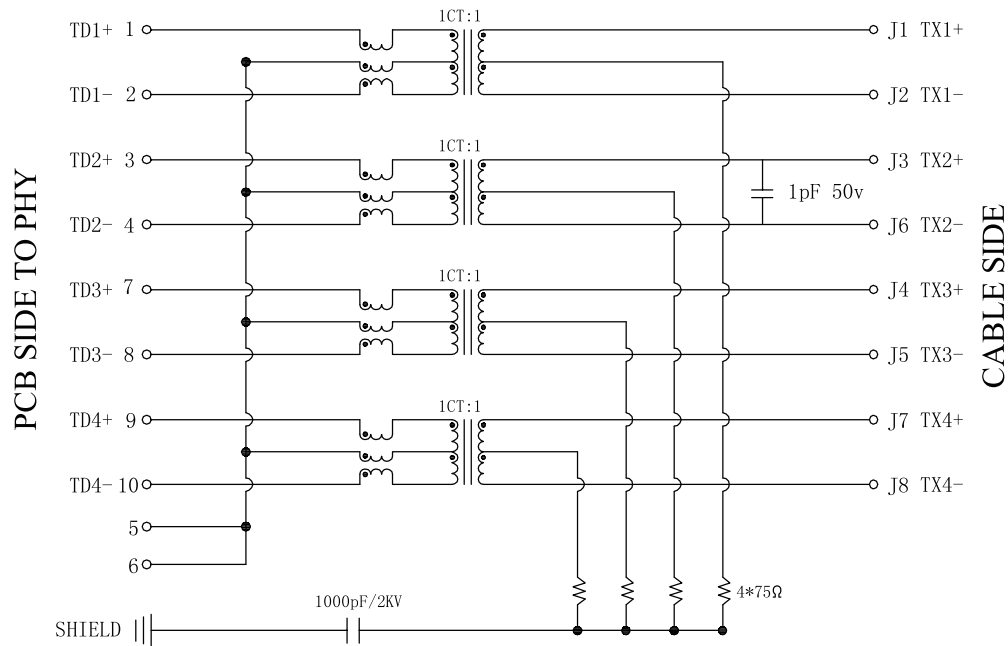 1CT:1
TD1+ 1 J1 TX1+
TD1- 2 J2 TX1-
1CT:1
TD2+ 3 J3 TX2+
1pF 50v
TD2- 4 J6 TX2-
1CT:1
TD3+ 7 J4 TX3+
TD3- 8 J5 TX3-
1CT:1
TD4+ 9 J7 TX4+
TD4- 10 J8 TX4-
5
6
4*75Ω
1000pF/2KV
SHIELD
PCB SIDE TO PHY
CABLE SIDE